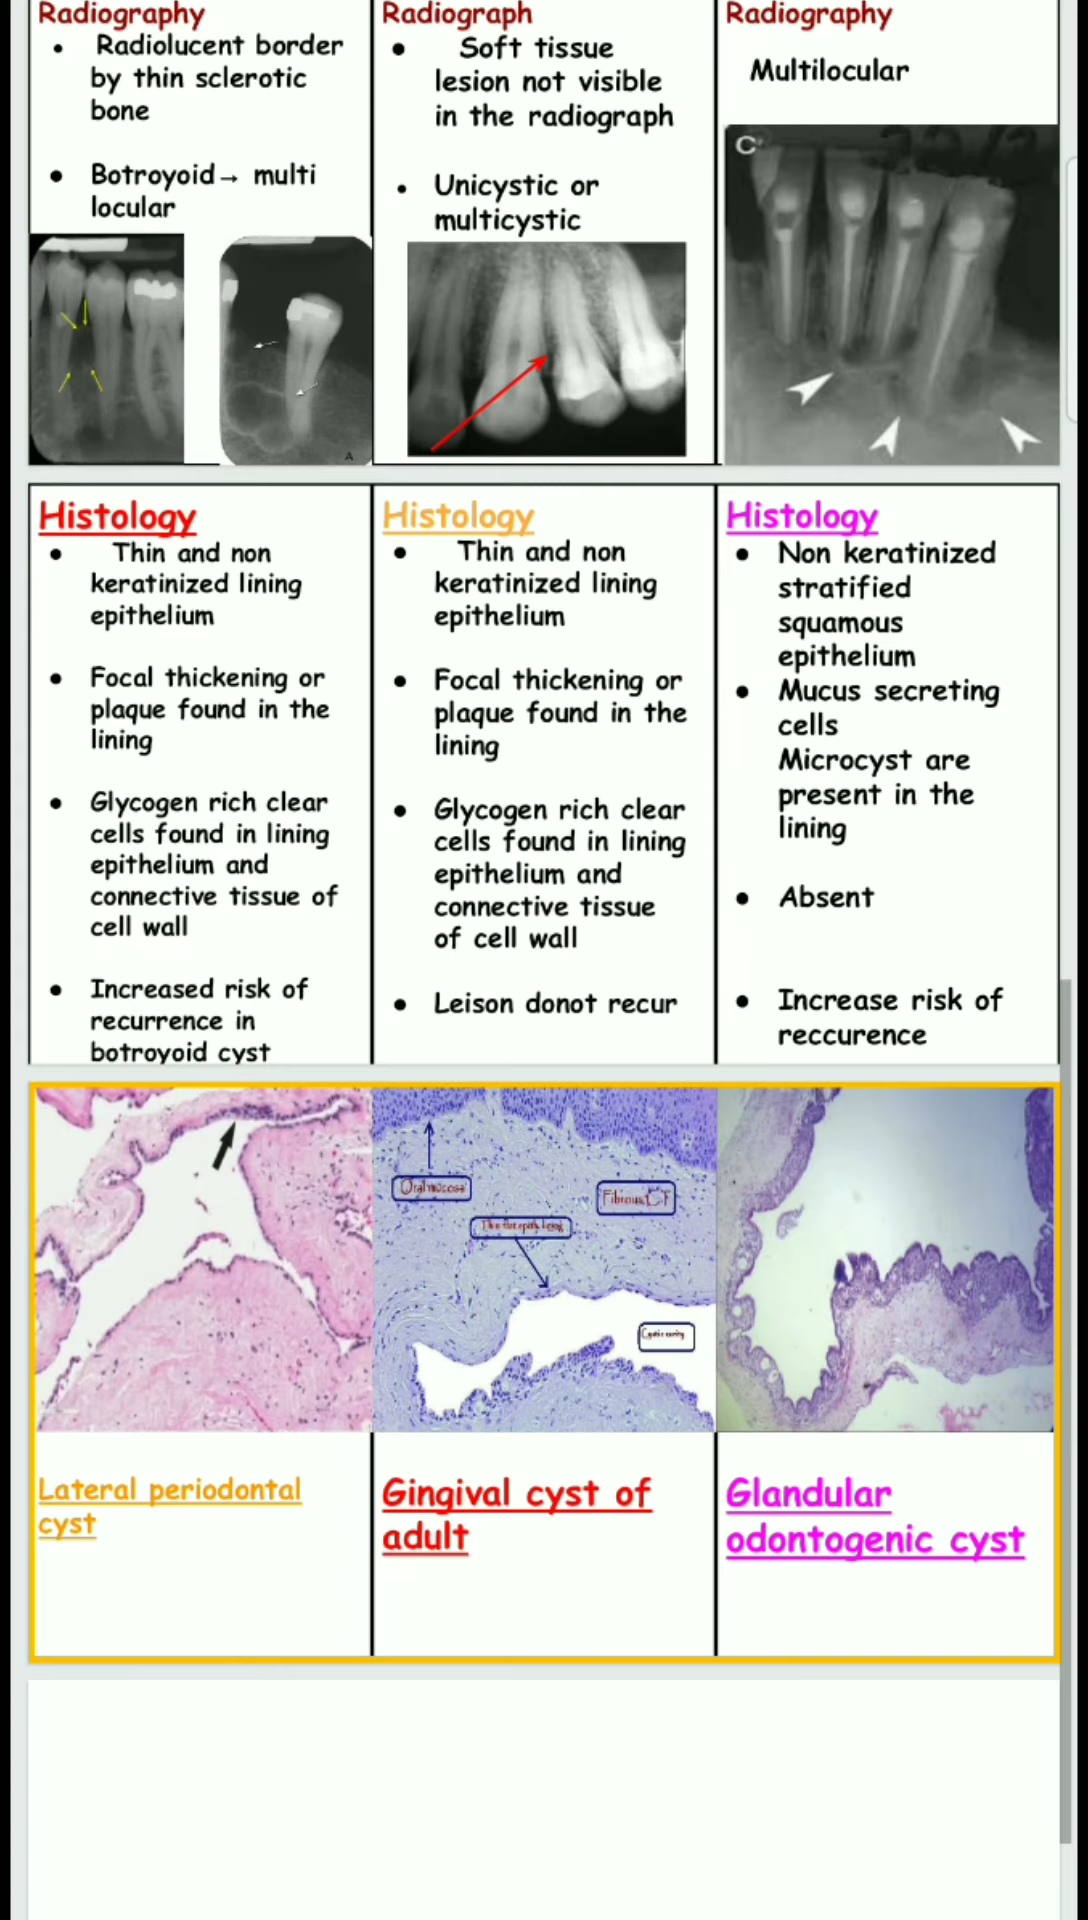 Radiography
• Radiolucent border
by thin sclerotic
bone
• Botroyoid→ multi
locular
A
Radiograph
• Soft tissue
lesion not visible
in the radiograph
• Unicystic or
multicystic
Radiography
Multilocular
C
Histology
• Thin and non
keratinized lining
epithelium
• Focal thickening or
plaque found in the
lining
• Glycogen rich clear
cells found in lining
epithelium and
connective tissue of
cell wall
• Increased risk of
recurrence in
botroyoid cyst
Histology
• Thin and non
keratinized lining
epithelium
• Focal thickening or
plaque found in the
lining
• Glycogen rich clear
cells found in lining
epithelium and
connective tissue
of cell wall
• Leison donot recur
Histology
• Non keratinized
stratified
squamous
epithelium
• Mucus secreting
cells
Microcyst are
present in the
lining
• Absent
• Increase risk of
reccurence
Oral mucosa
Fibrous CT
Cystic cavity
Lateral periodontal
cyst
Gingival cyst of
adult
Glandular
odontogenic cyst